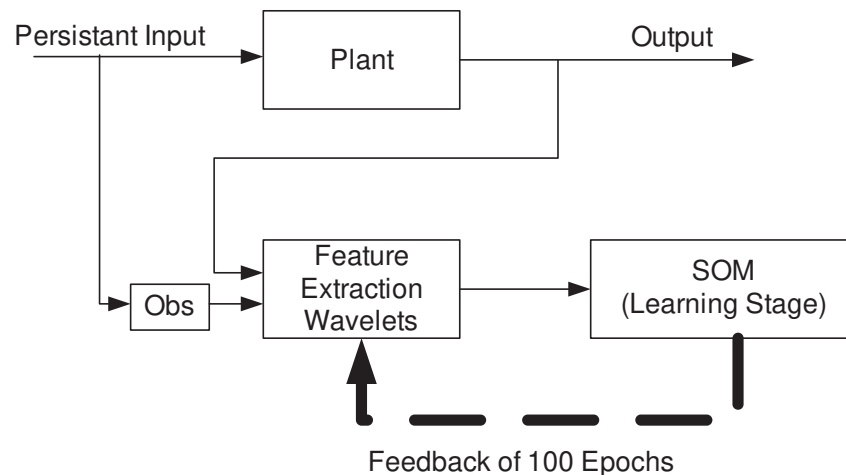 Persistant Input
Plant
Output
Obs
Feature
Extraction
Wavelets
SOM
(Learning Stage)
Feedback of 100 Epochs